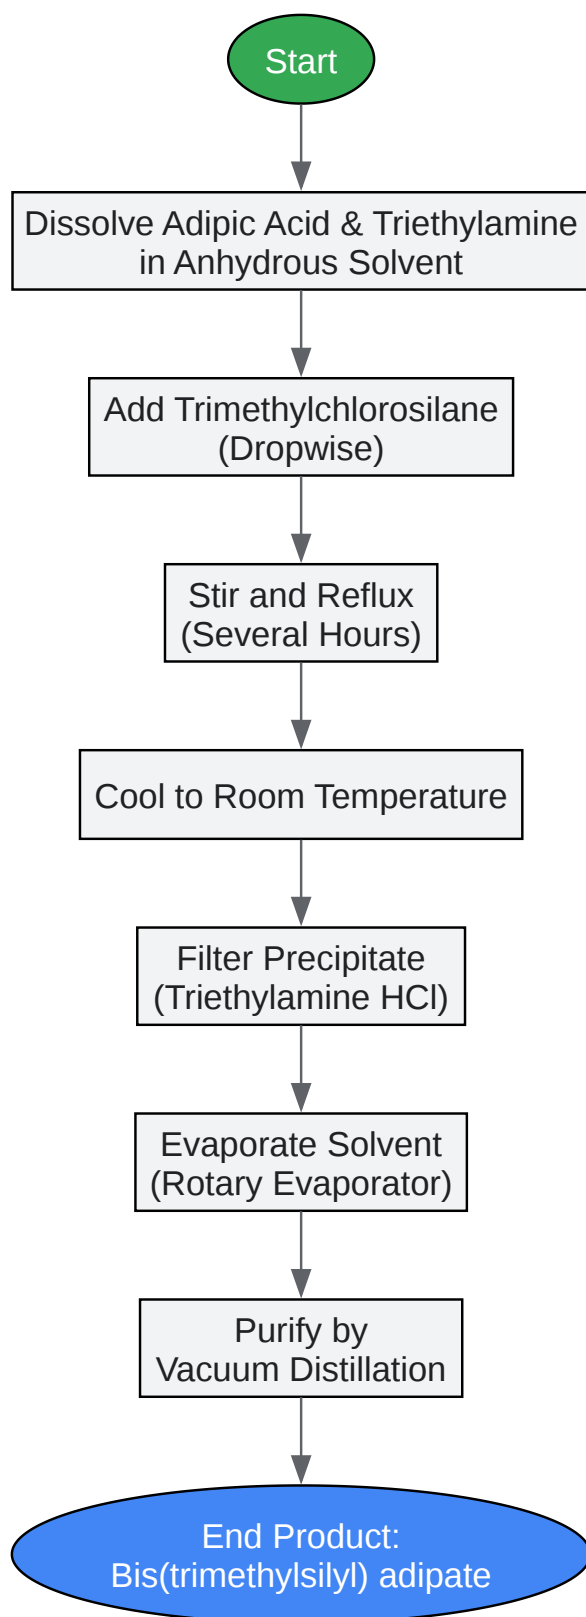 Start
Dissolve Adipic Acid & Triethylamine
in Anhydrous Solvent
Add Trimethylchlorosilane
(Dropwise)
Stir and Reflux
(Several Hours)
Cool to Room Temperature
Filter Precipitate
(Triethylamine HCl)
Evaporate Solvent
(Rotary Evaporator)
Purify by
Vacuum Distillation
End Product:
Bis(trimethylsilyl) adipate